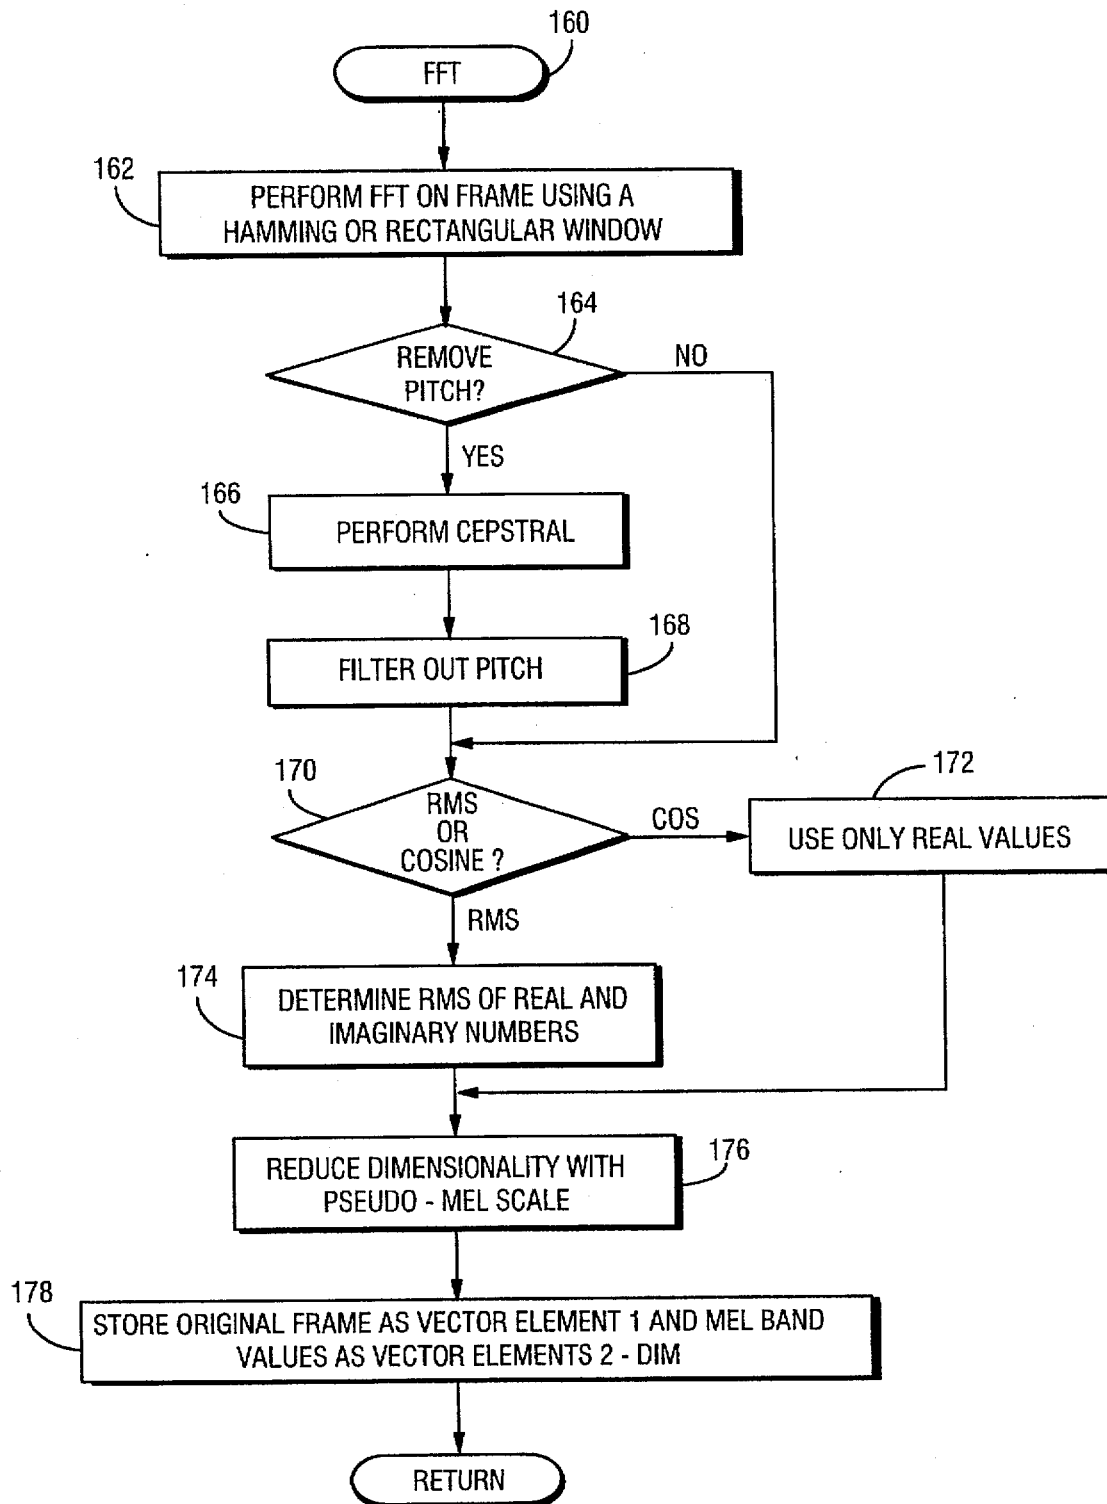 160
FFT
162
PERFORM FFT ON FRAME USING A
HAMMING OR RECTANGULAR WINDOW
164
REMOVE
PITCH?
NO
YES
166
PERFORM CEPSTRAL
168
FILTER OUT PITCH
170
RMS
OR
COSINE ?
COS
172
USE ONLY REAL VALUES
RMS
174
DETERMINE RMS OF REAL AND
IMAGINARY NUMBERS
176
REDUCE DIMENSIONALITY WITH
PSEUDO - MEL SCALE
178
STORE ORIGINAL FRAME AS VECTOR ELEMENT 1 AND MEL BAND
VALUES AS VECTOR ELEMENTS 2 - DIM
RETURN